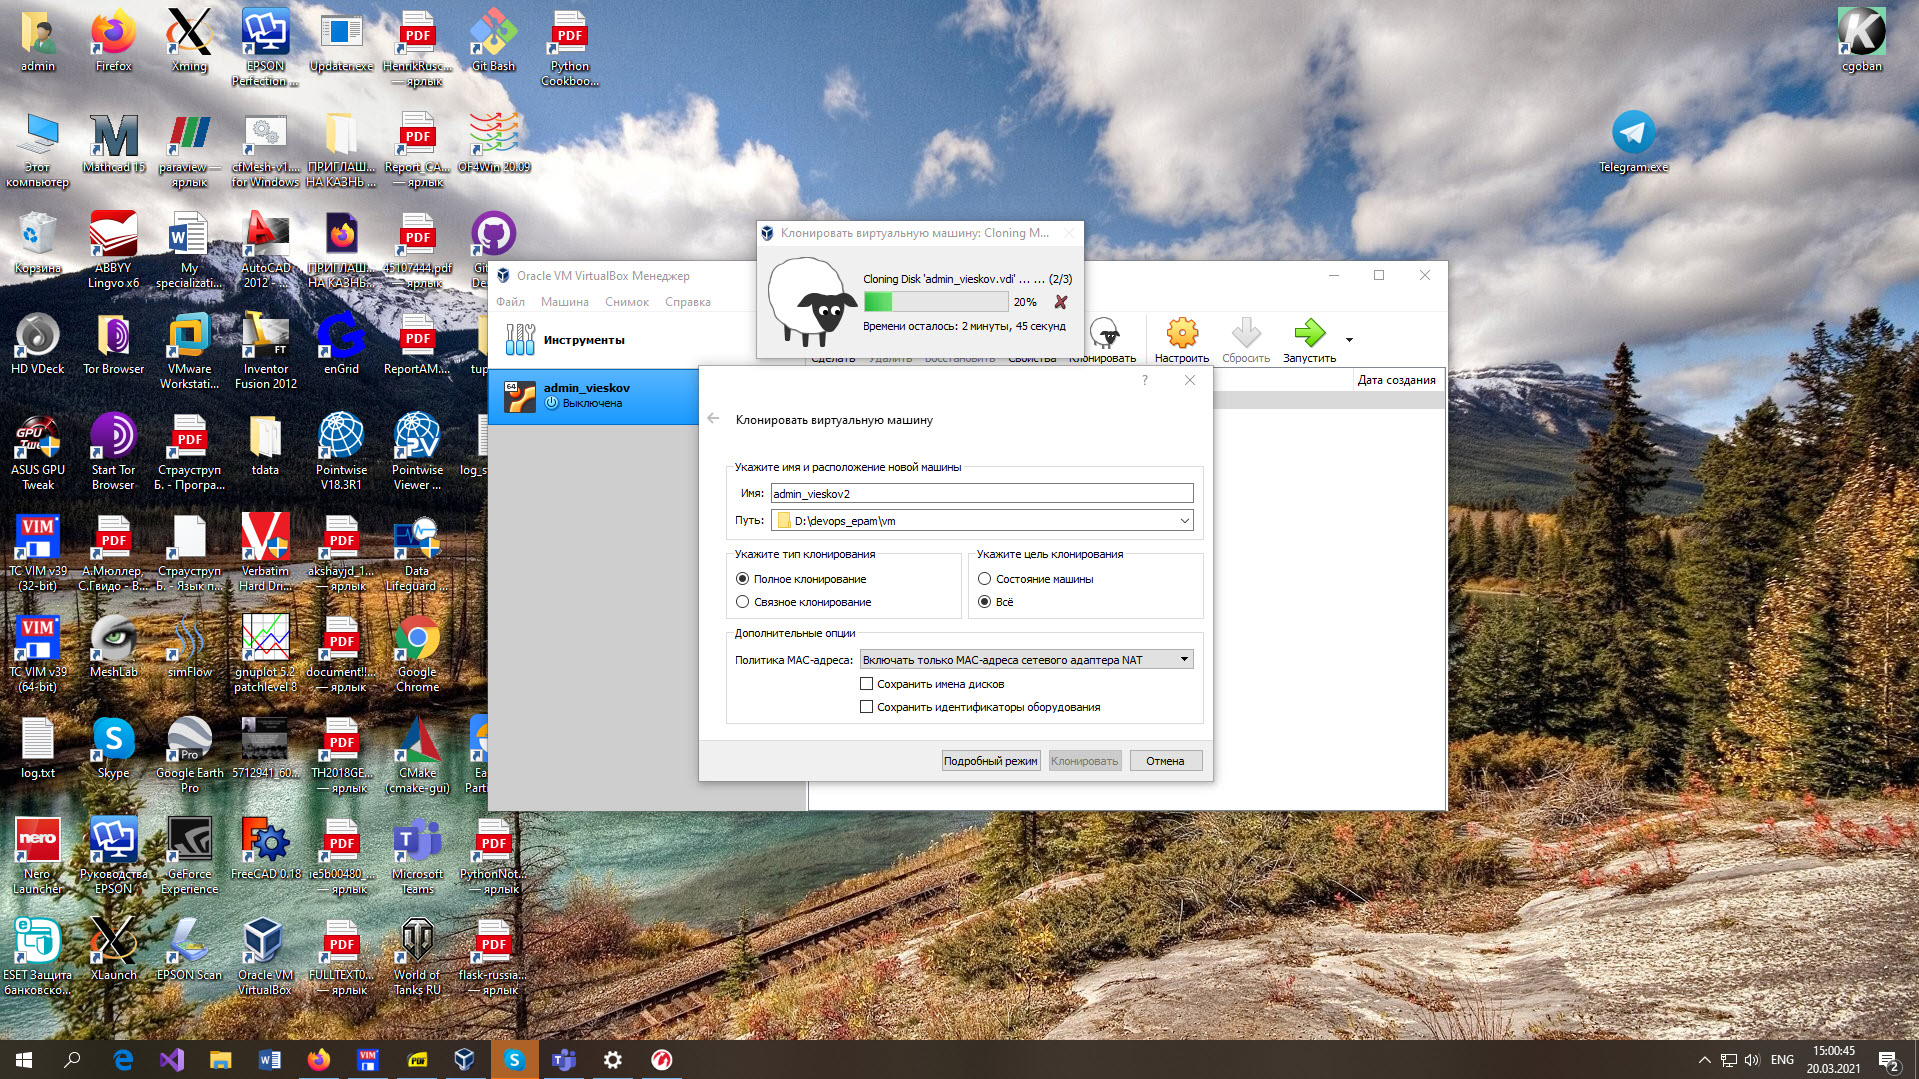 admin
Firefox
Xming
EPSON
Perfection ...
Updater.exe
HenrikRusc...
— ярлык
Git Bash
Python
Cookboo...
cgoban
Этот
компьютер
Mathcad 15
paraview —
ярлык
cfMesh-v1....
for Windows
ПРИГЛАШ...
НА КАЗНЬ ...
Report_CA...
— ярлык
OF4Win 20.09
Telegram.exe
Корзина
ABBYY
Lingvo x6
My
specializati...
AutoCAD
2012 - ...
ПРИГЛАШ...
НА КАЗНЬ...
45107444.pdf
— ярлык
HD VDeck
Tor Browser
VMware
Workstati...
Inventor
Fusion 2012
enGrid
ReportAM....
ASUS GPU
Tweak
Start Tor
Browser
Страуструп
Б. - Програ...
tdata
Pointwise
V18.3R1
Pointwise
Viewer ...
TC VIM v39
(32-bit)
А.Мюллер,
С.Гвидо - В...
Страуструп
Б. - Язык п...
Verbatim
Hard Dri...
akshayjd_1...
— ярлык
Data
Lifeguard ...
TC VIM v39
(64-bit)
MeshLab
simFlow
gnuplot 5.2
patchlevel 8
document!!...
— ярлык
Google
Chrome
log.txt
Skype
Google Earth
Pro
5712941_60...
TH2018GE...
— ярлык
CMake
(cmake-gui)
Nero
Launcher
Руководства
EPSON
GeForce
Experience
FreeCAD 0.18
ie5b00480_...
— ярлык
Microsoft
Teams
PythonNot...
— ярлык
ESET Защита
банковско...
XLaunch
EPSON Scan
Oracle VM
VirtualBox
FULLTEXT0...
— ярлык
World of
Tanks RU
flask-russia...
— ярлык
Клонировать виртуальную машину: Cloning M...
Cloning Disk 'admin_vieskov.vdi' ... ... (2/3)
20%
Времени осталось: 2 минуты, 45 секунд
Oracle VM VirtualBox Менеджер
Файл Машина Снимок Справка
Инструменты
Сделать Удалить Восстановить Свойства Клонировать Настроить Сбросить Запустить
Дата создания
64
admin_vieskov
Выключена
?
Клонировать виртуальную машину
Укажите имя и расположение новой машины
Имя: admin_vieskov2
Путь: D:\devops_epam\vm
Укажите тип клонирования
Полное клонирование
Связное клонирование
Укажите цель клонирования
Состояние машины
Всё
Дополнительные опции
Политика MAC-адреса: Включать только MAC-адреса сетевого адаптера NAT
Сохранить имена дисков
Сохранить идентификаторы оборудования
Подробный режим Клонировать Отмена
ENG
15:00:45
20.03.2021
2